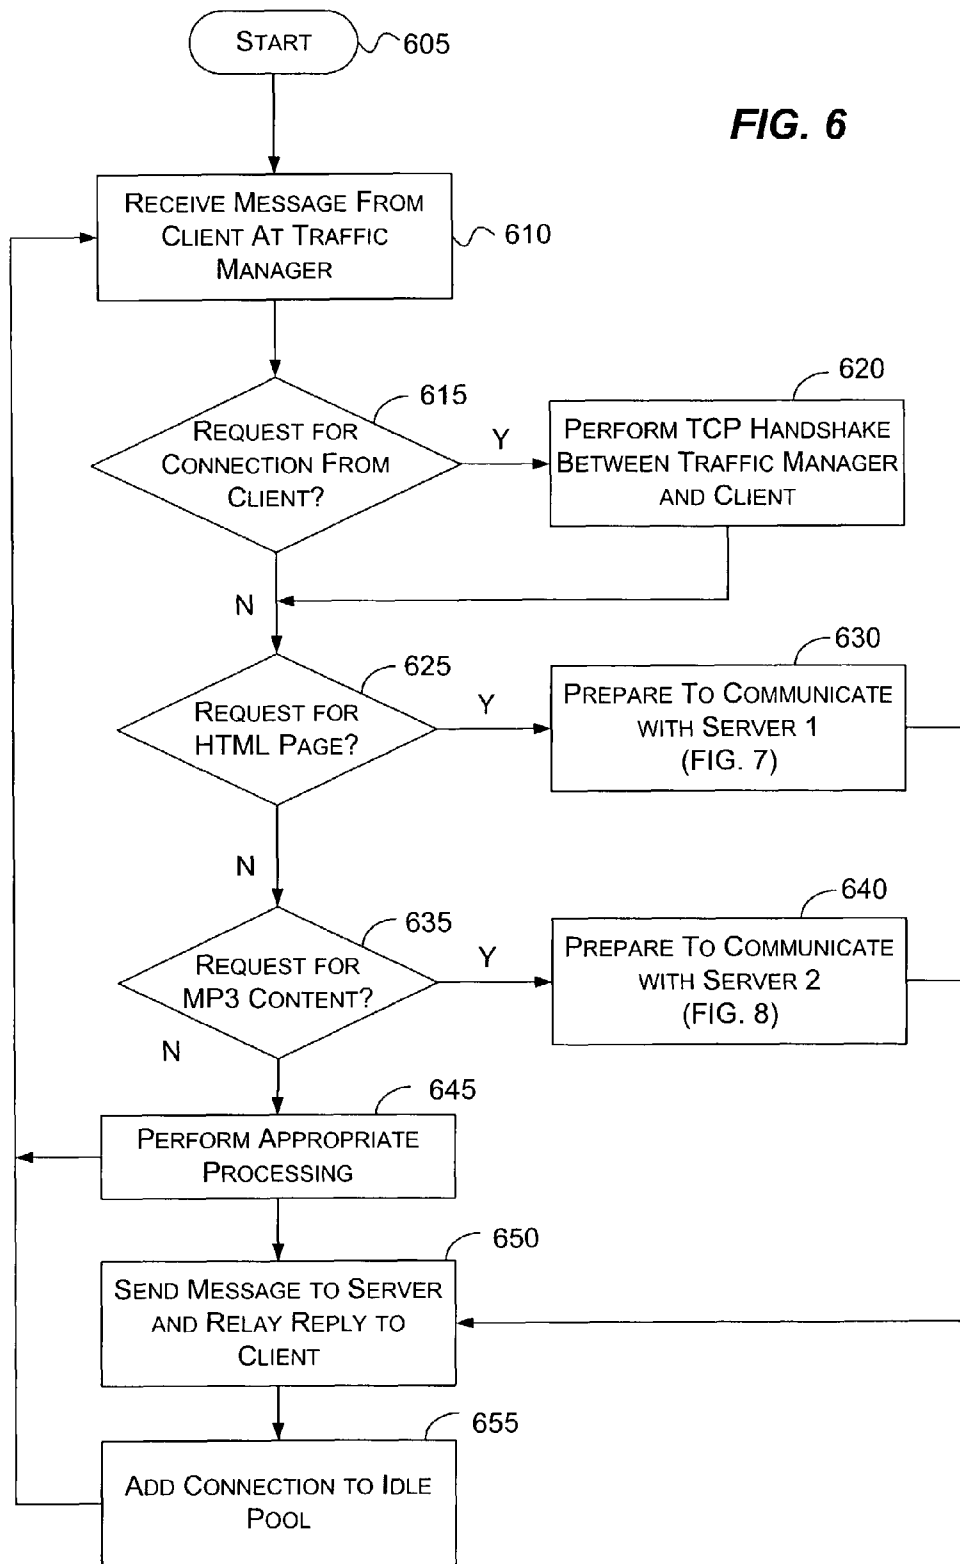 START
605
FIG. 6
RECEIVE MESSAGE FROM
CLIENT AT TRAFFIC
MANAGER
610
REQUEST FOR
CONNECTION FROM
CLIENT?
615
Y
620
PERFORM TCP HANDSHAKE
BETWEEN TRAFFIC MANAGER
AND CLIENT
N
REQUEST FOR
HTML PAGE?
625
Y
630
PREPARE TO COMMUNICATE
WITH SERVER 1
(FIG. 7)
N
REQUEST FOR
MP3 CONTENT?
635
Y
640
PREPARE TO COMMUNICATE
WITH SERVER 2
(FIG. 8)
N
645
PERFORM APPROPRIATE
PROCESSING
650
SEND MESSAGE TO SERVER
AND RELAY REPLY TO
CLIENT
655
ADD CONNECTION TO IDLE
POOL